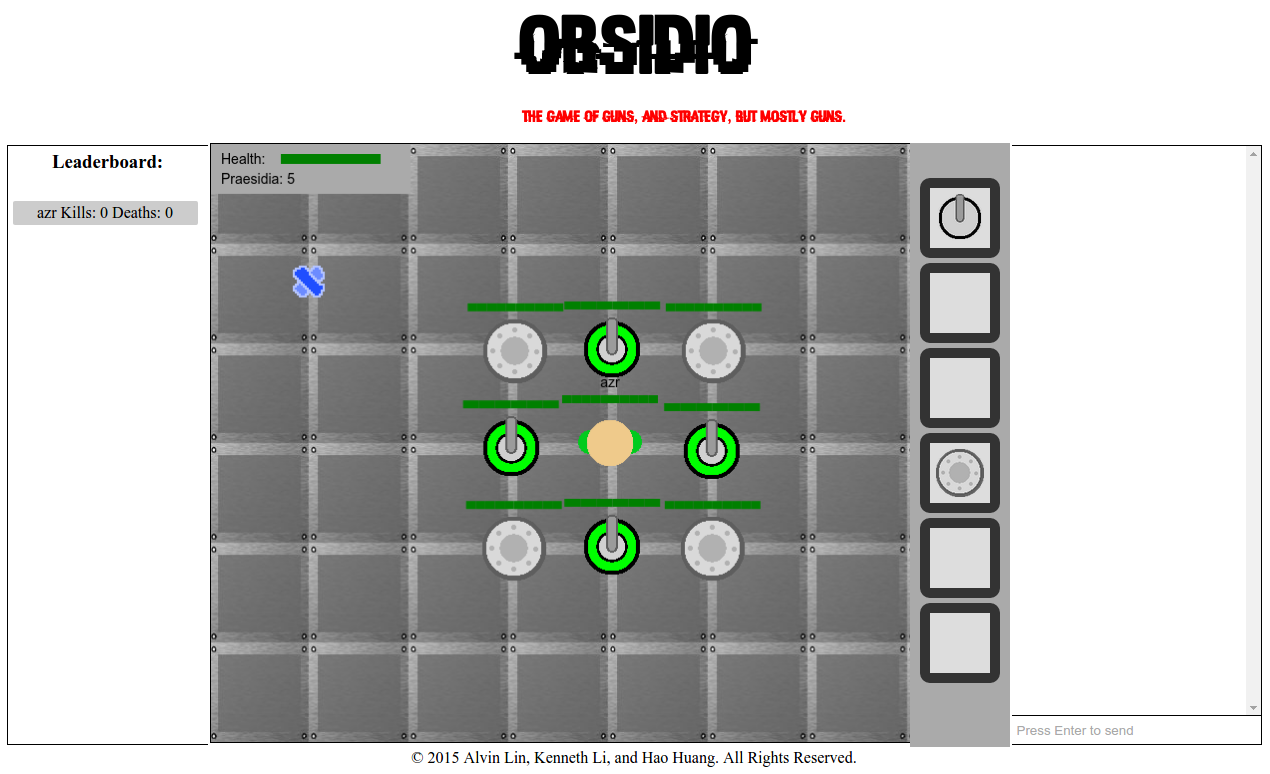 OBSIDIO
THE GAME OF GUNS, AND STRATEGY, BUT MOSTLY GUNS.
Leaderboard:
azr Kills: 0 Deaths: 0
Health:
Praesidia: 5
azr
Press Enter to send
© 2015 Alvin Lin, Kenneth Li, and Hao Huang. All Rights Reserved.